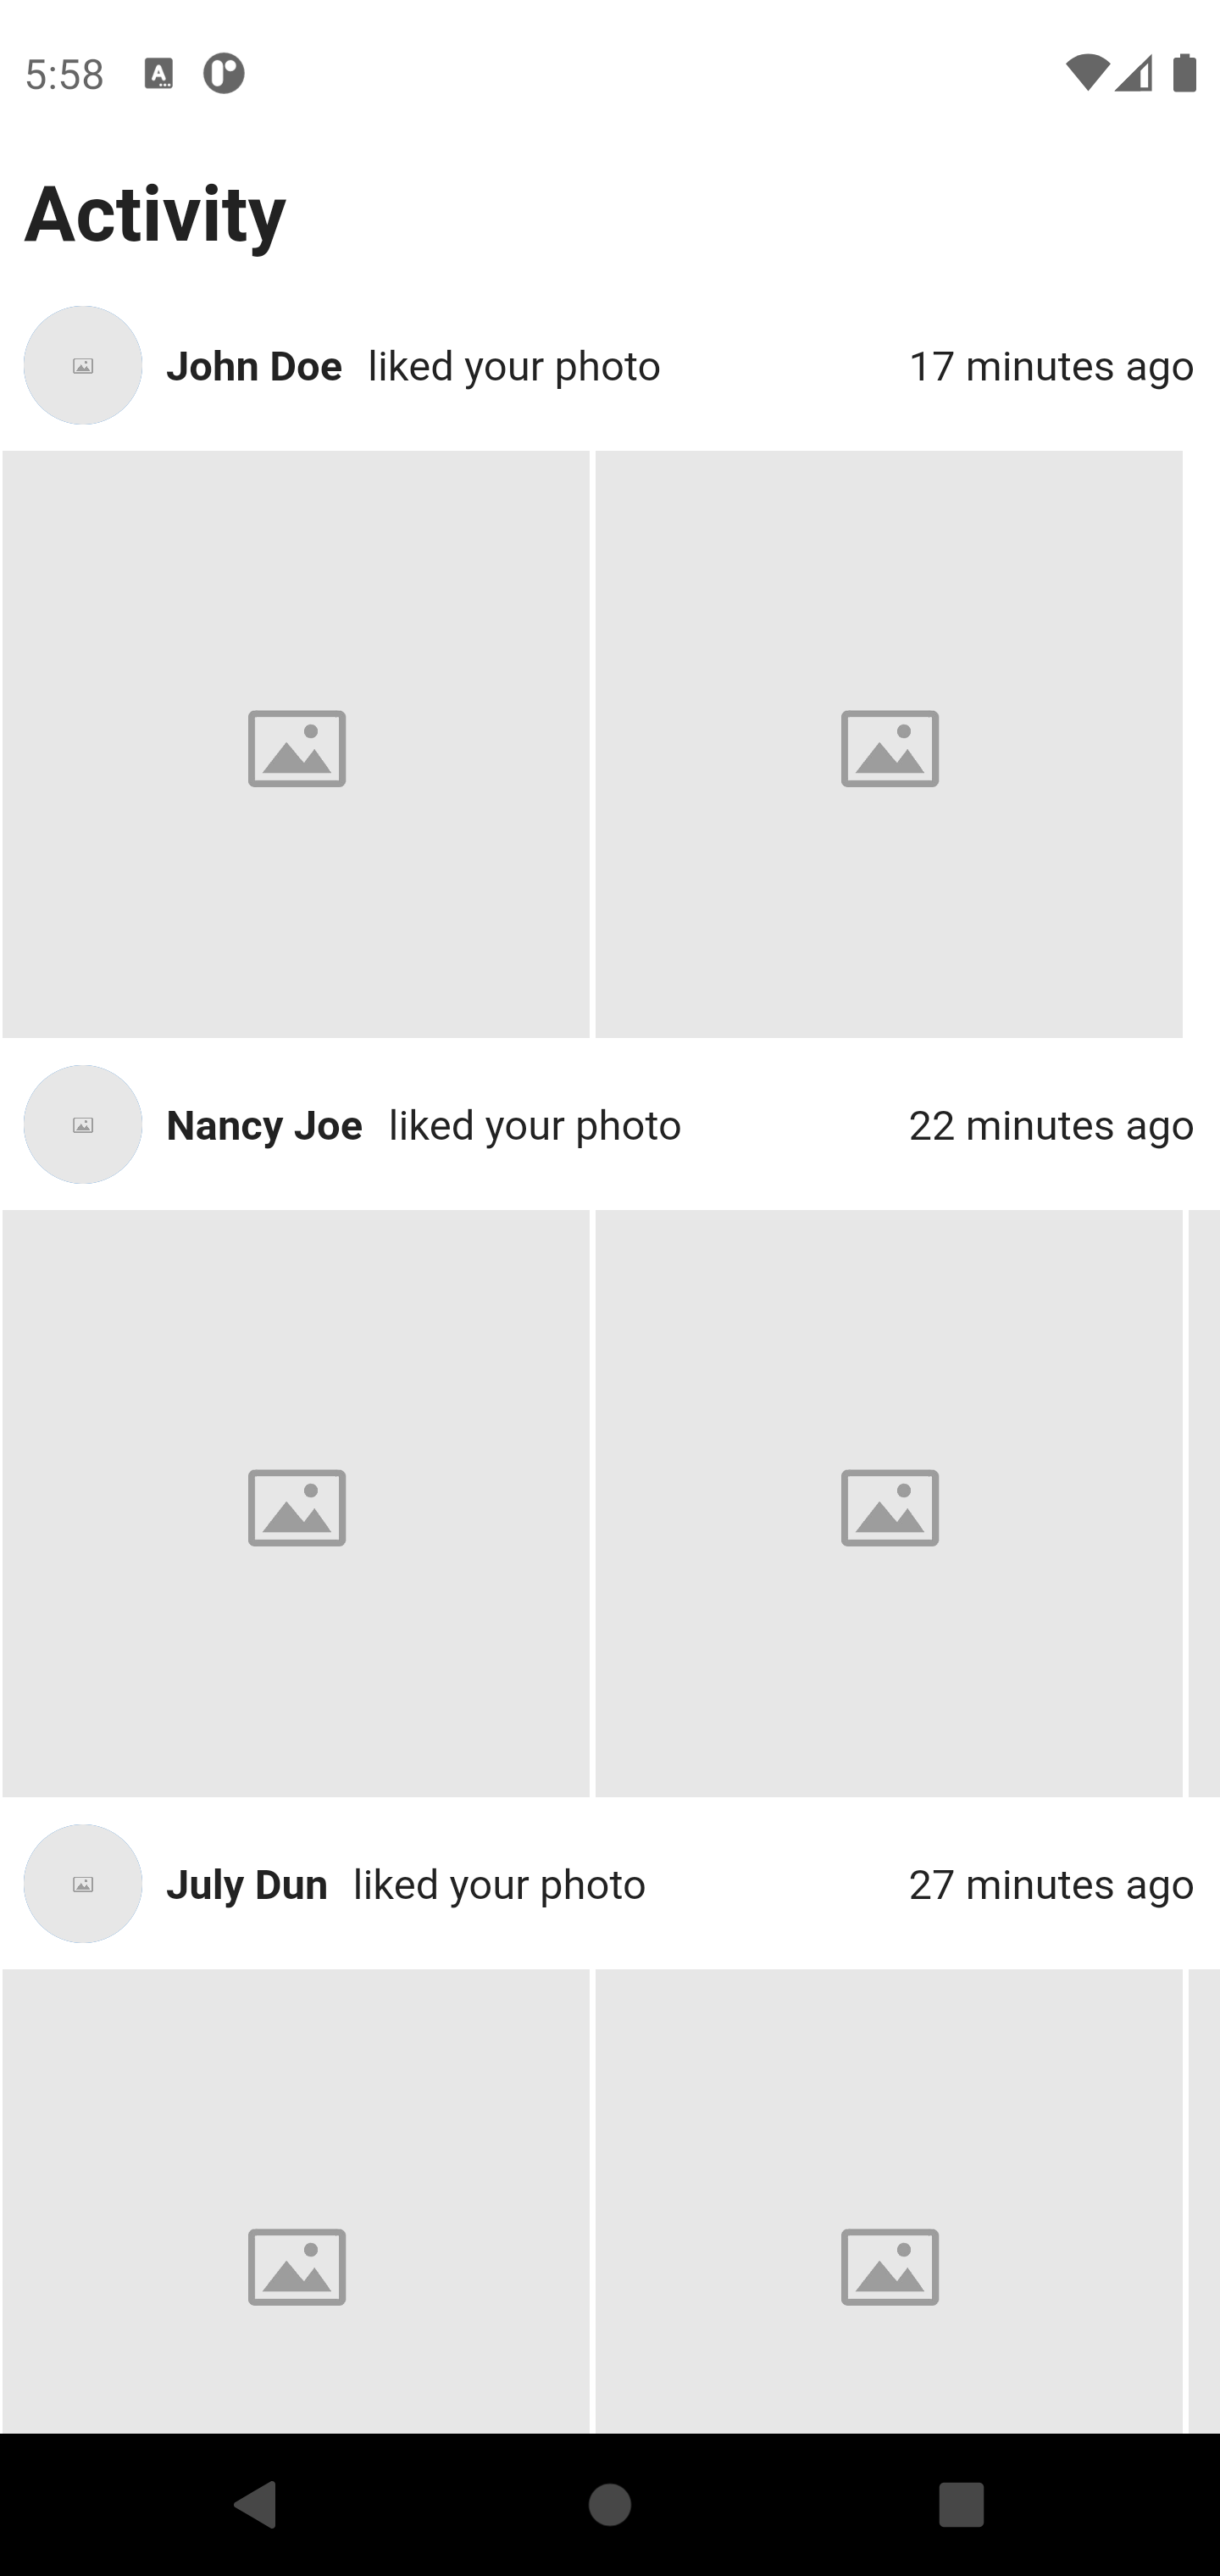 5:58
Activity
John Doe liked your photo 17 minutes ago
Nancy Joe liked your photo 22 minutes ago
July Dun liked your photo 27 minutes ago